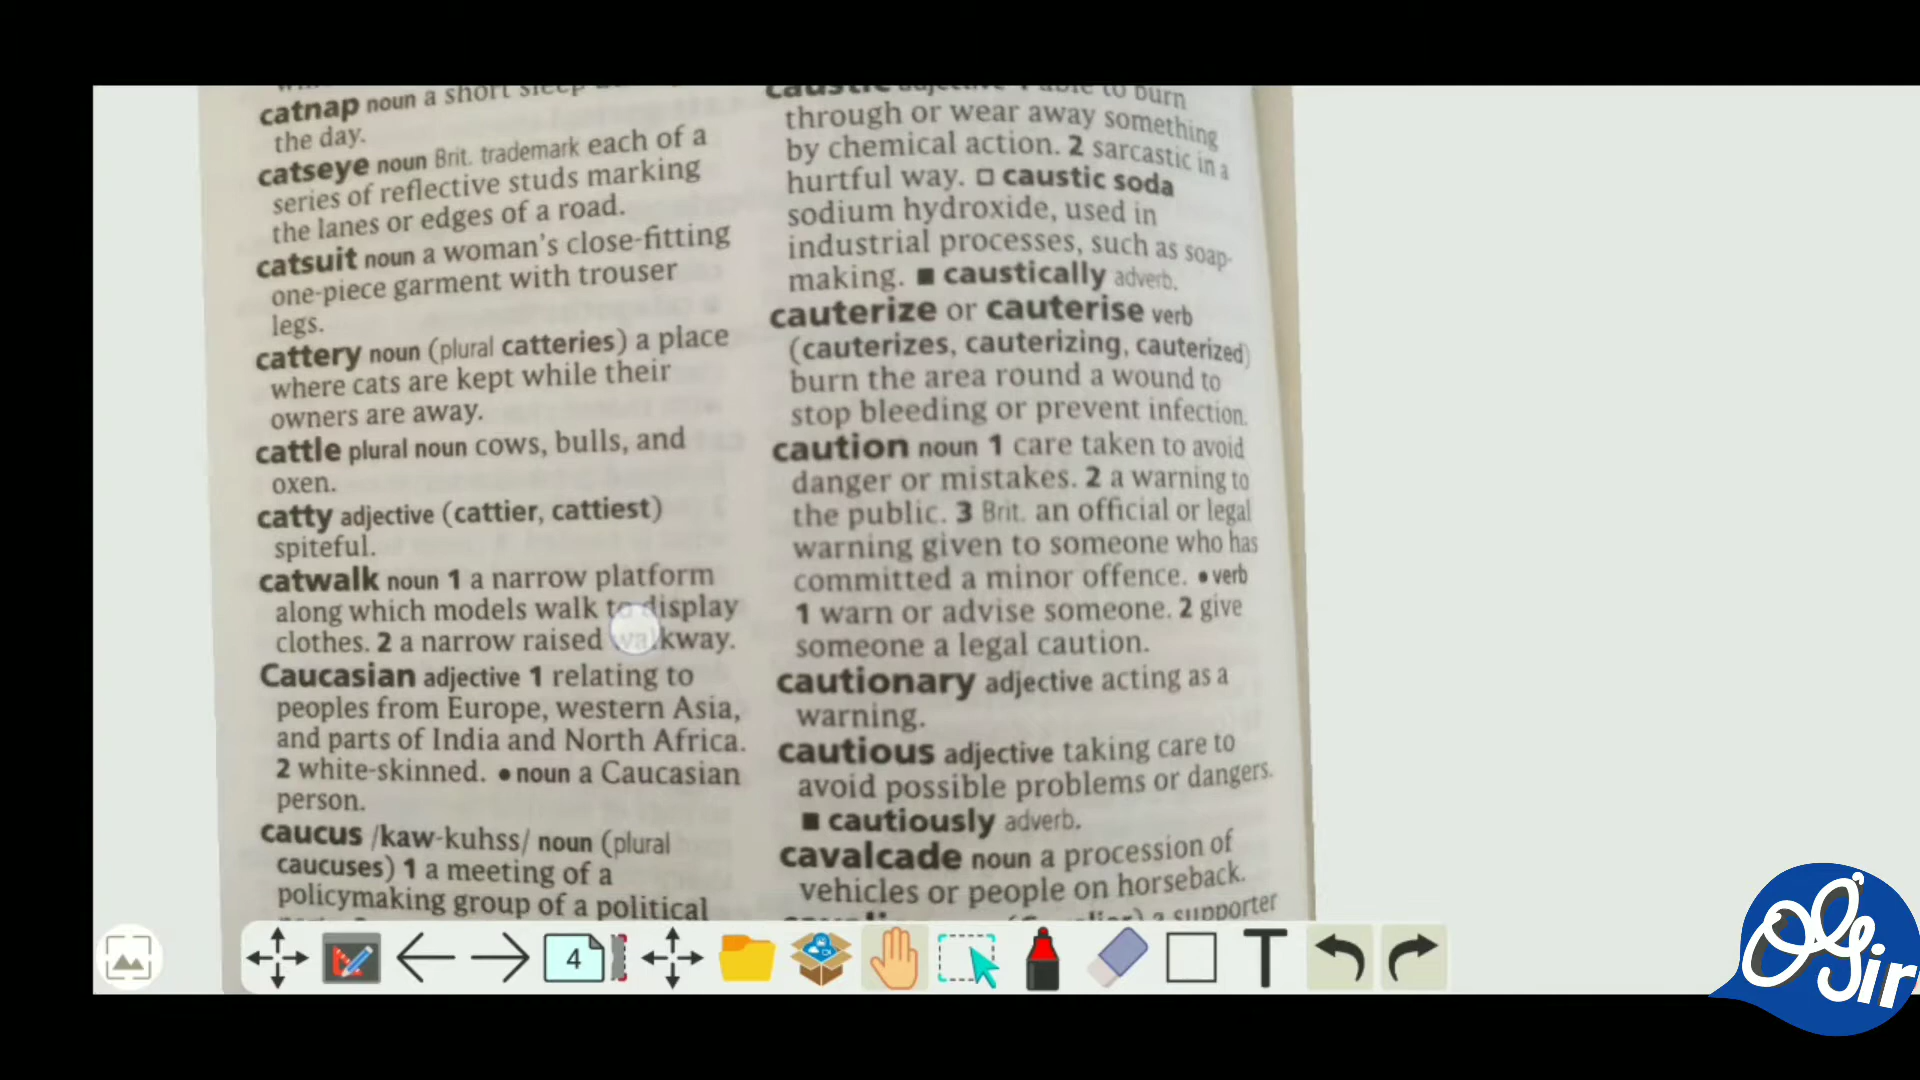 catnap noun a short sleep
the day.
catseye noun Brit. trademark each of a
series of reflective studs marking
the lanes or edges of a road.
catsuit noun a woman's close-fitting
one-piece garment with trouser
legs.
cattery noun (plural catteries) a place
where cats are kept while their
owners are away.
cattle plural noun cows, bulls, and
oxen.
catty adjective (cattier, cattiest)
spiteful.
catwalk noun 1 a narrow platform
along which models walk to display
clothes. 2 a narrow raised walkway.
Caucasian adjective 1 relating to
peoples from Europe, western Asia,
and parts of India and North Africa.
2 white-skinned. • noun a Caucasian
person.
caucus /kaw-kuhss/ noun (plural
caucuses) 1 a meeting of a
policymaking group of a political
caustic adjective 1 able to burn
through or wear away something
by chemical action. 2 sarcastic in a
hurtful way. □ caustic soda
sodium hydroxide, used in
industrial processes, such as soap-
making. ■ caustically adverb.
cauterize or cauterise verb
(cauterizes, cauterizing, cauterized)
burn the area round a wound to
stop bleeding or prevent infection.
caution noun 1 care taken to avoid
danger or mistakes. 2 a warning to
the public. 3 Brit. an official or legal
warning given to someone who has
committed a minor offence. • verb
1 warn or advise someone. 2 give
someone a legal caution.
cautionary adjective acting as a
warning.
cautious adjective taking care to
avoid possible problems or dangers.
■ cautiously adverb.
cavalcade noun a procession of
vehicles or people on horseback.
a supporter
4
T
OG Sir